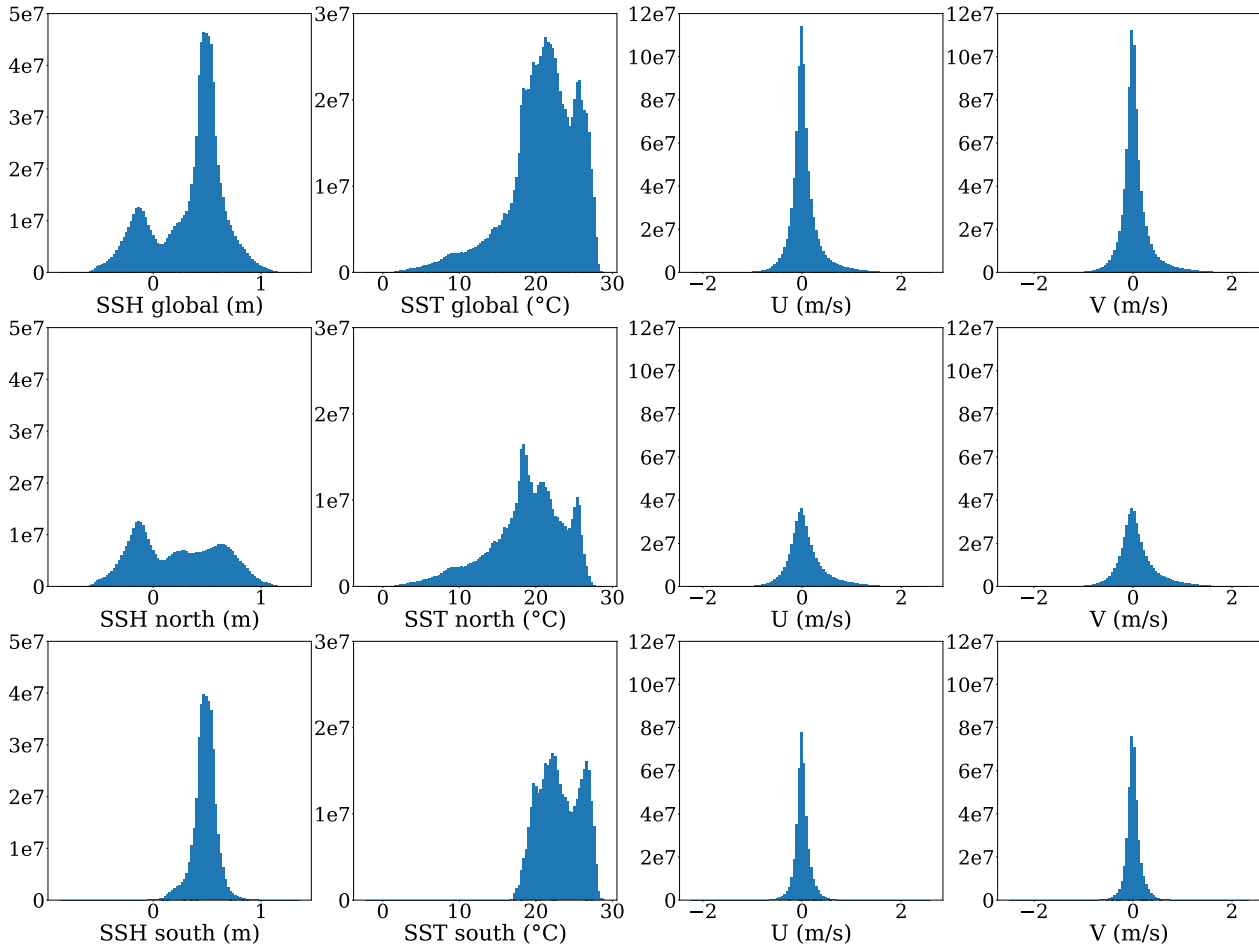 5e7
4e7
3e7
2e7
1e7
0
0 1
SSH global (m)
3e7
2e7
1e7
0
0 10 20 30
SST global (°C)
12e7
10e7
8e7
6e7
4e7
2e7
0
−2 0 2
U (m/s)
12e7
10e7
8e7
6e7
4e7
2e7
0
−2 0 2
V (m/s)
5e7
4e7
3e7
2e7
1e7
0
0 1
SSH north (m)
3e7
2e7
1e7
0
0 10 20 30
SST north (°C)
12e7
10e7
8e7
6e7
4e7
2e7
0
−2 0 2
U (m/s)
12e7
10e7
8e7
6e7
4e7
2e7
0
−2 0 2
V (m/s)
5e7
4e7
3e7
2e7
1e7
0
0 1
SSH south (m)
3e7
2e7
1e7
0
0 10 20 30
SST south (°C)
12e7
10e7
8e7
6e7
4e7
2e7
0
−2 0 2
U (m/s)
12e7
10e7
8e7
6e7
4e7
2e7
0
−2 0 2
V (m/s)